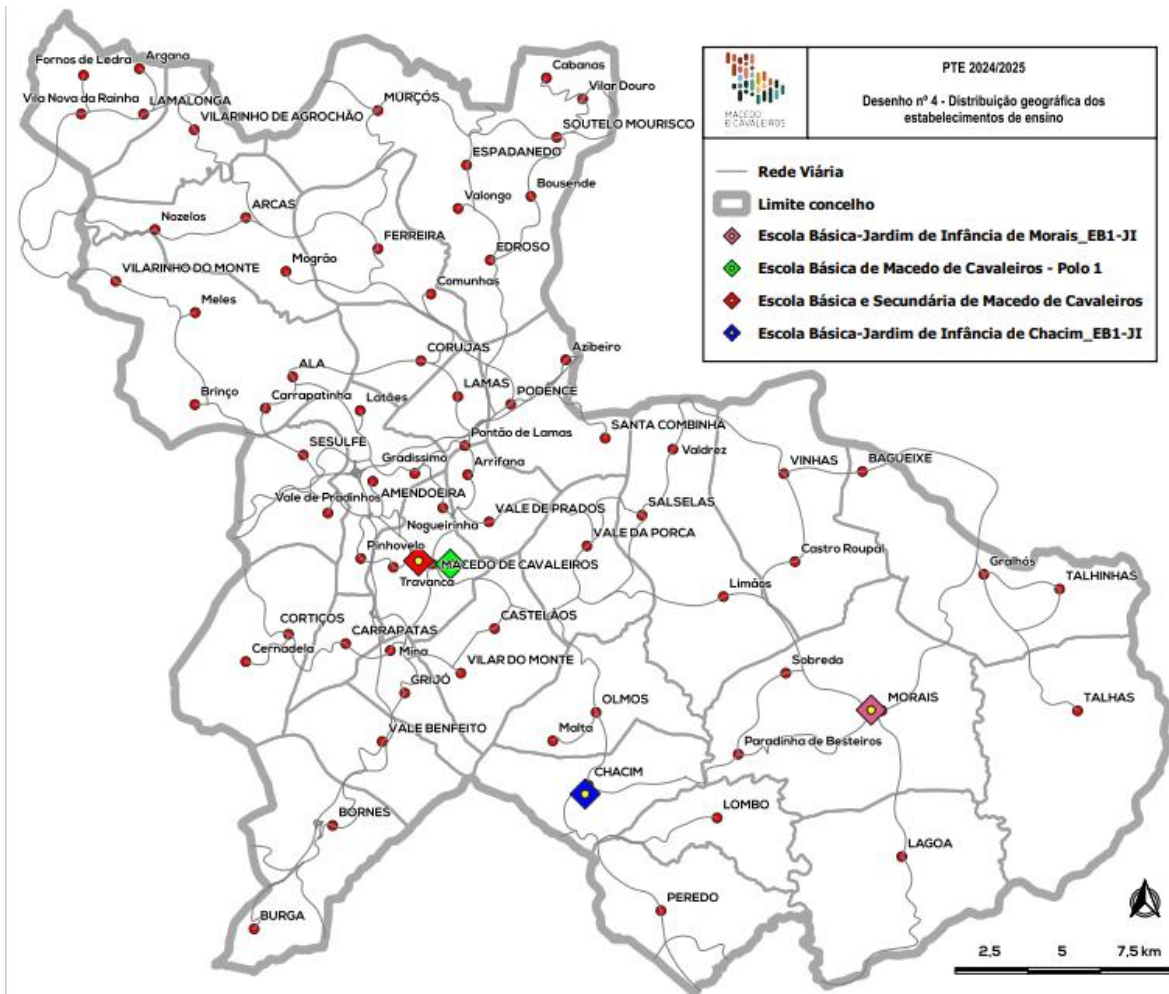 PTE 2024/2025
Desenho nº 4 - Distribuição geográfica dos
estabelecimentos de ensino
MACEDO
DE CAVALEIROS
Rede Viária
Limite concelho
Escola Básica-Jardim de Infância de Morais_EB1-JI
Escola Básica de Macedo de Cavaleiros - Polo 1
Escola Básica e Secundária de Macedo de Cavaleiros
Escola Básica-Jardim de Infância de Chacim_EB1-JI
Fornos de Ledra
Argana
Vila Nova da Rainha
LAMALONGA
VILARINHO DE AGROCHÃO
MURÇÓS
Cabanas
Vilar Douro
SOUTELO MOURISCO
ESPADANEDO
Bousende
Valongo
Nozelos
ARCAS
FERREIRA
EDROSO
Mogrão
Comunhas
VILARINHO DO MONTE
Meles
CORUJAS
Azibeiro
ALA
LAMAS
PODENCE
Brinço
Carrapatinha
Latães
SANTA COMBINHA
Pontão de Lamas
SESULFE
Gradissimo
Arrifana
Valdrez
VINHAS
BAGUEIXE
AMENDOEIRA
Vale de Pradinhos
Nogueirinha
VALE DE PRADOS
SALSELAS
VALE DA PORCA
Pinhovelo
MACEDO DE CAVALEIROS
Travanca
Castro Roupal
Gralhós
TALHINHAS
Limãos
CORTIÇOS
CARRAPATAS
CASTELÃOS
Cernadela
Mina
VILAR DO MONTE
Sobreda
GRIJÓ
OLMOS
MORAIS
TALHAS
VALE BENFEITO
Malta
Paradinha de Besteiros
CHACIM
BORNES
LOMBO
LAGOA
BURGA
PEREDO
2,5 5 7,5 km